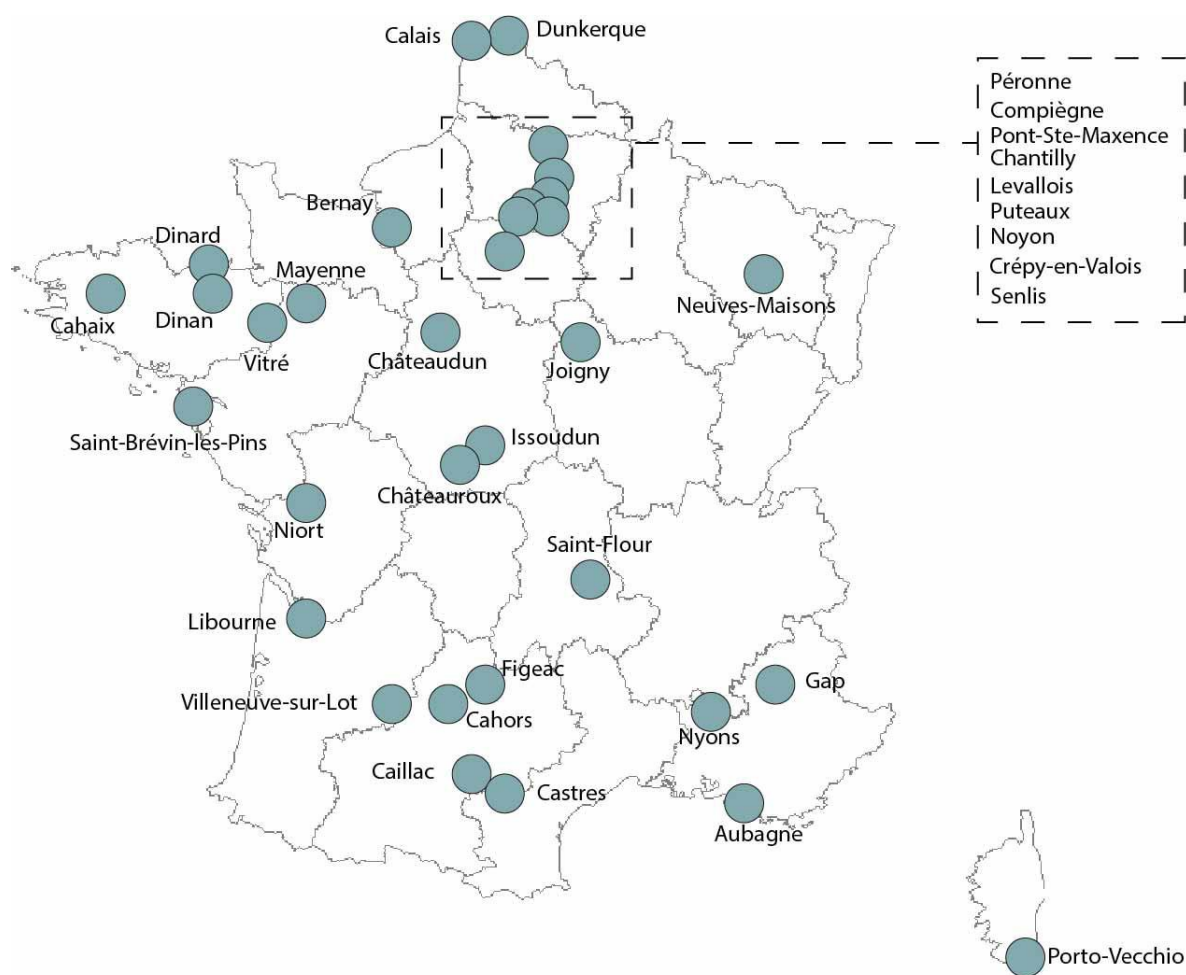 Calais
Dunkerque
Péronne
Compiègne
Pont-Ste-Maxence
Chantilly
Levallois
Puteaux
Noyon
Crépy-en-Valois
Senlis
Bernay
Dinard
Mayenne
Cahaix
Dinan
Vitré
Châteaudun
Joigny
Neuves-Maisons
Saint-Brévin-les-Pins
Issoudun
Châteauroux
Niort
Saint-Flour
Libourne
Figeac
Gap
Villeneuve-sur-Lot
Cahors
Nyons
Caillac
Castres
Aubagne
Porto-Vecchio